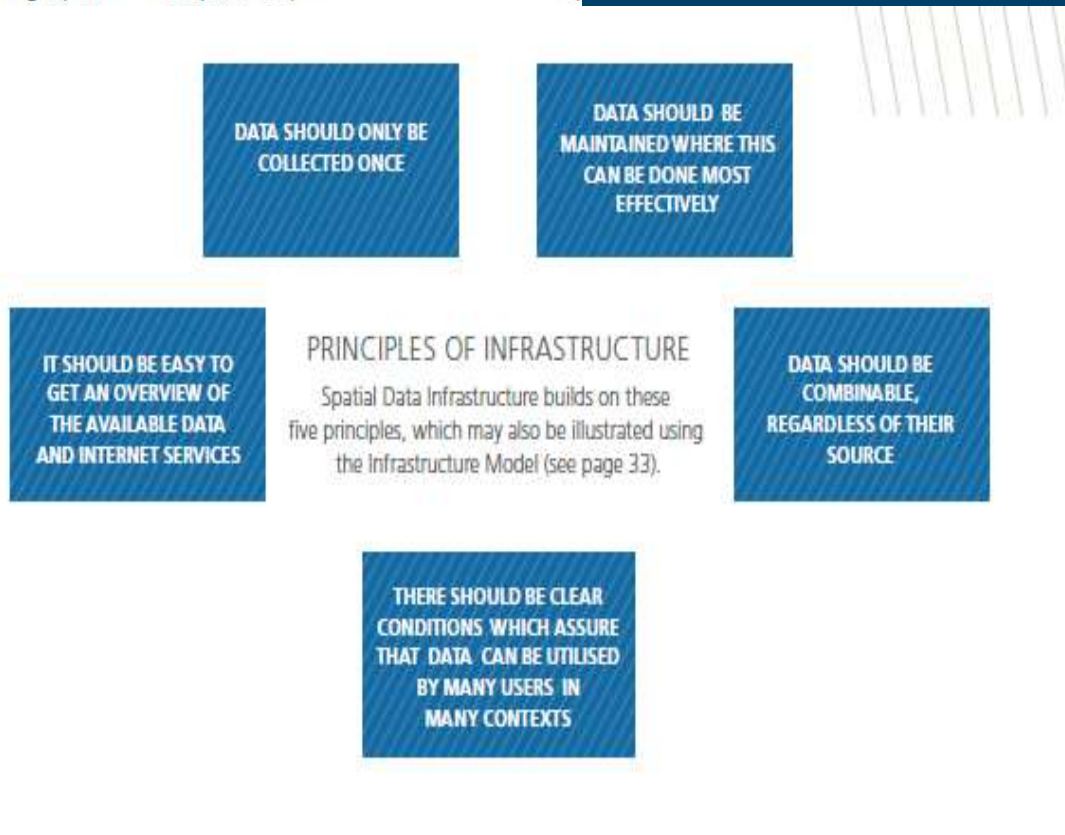 DATA SHOULD ONLY BE
COLLECTED ONCE
DATA SHOULD BE
MAINTAINED WHERE THIS
CAN BE DONE MOST
EFFECTIVELY
IT SHOULD BE EASY TO
GET AN OVERVIEW OF
THE AVAILABLE DATA
AND INTERNET SERVICES
PRINCIPLES OF INFRASTRUCTURE
Spatial Data Infrastructure builds on these
five principles, which may also be illustrated using
the Infrastructure Model (see page 33).
DATA SHOULD BE
COMBINABLE,
REGARDLESS OF THEIR
SOURCE
THERE SHOULD BE CLEAR
CONDITIONS WHICH ASSURE
THAT DATA CAN BE UTILISED
BY MANY USERS IN
MANY CONTEXTS